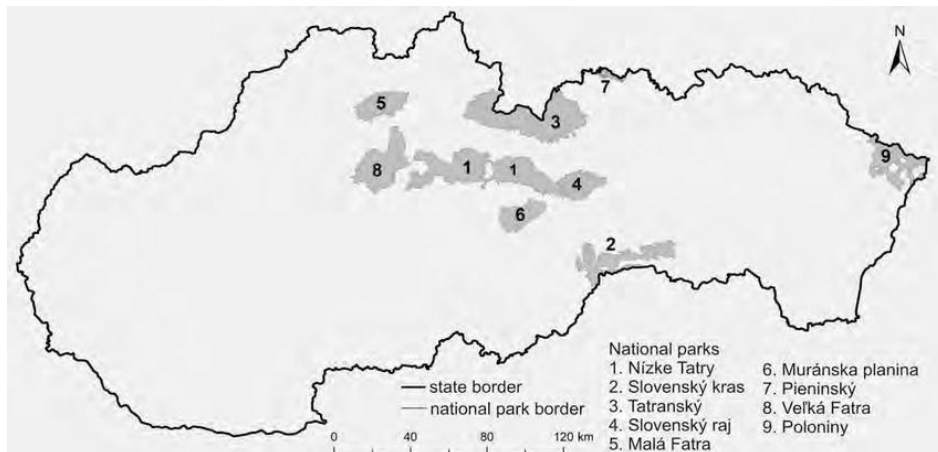 N
7
5
3
9
8
1
1
4
6
2
National parks
1. Nízke Tatry
2. Slovenský kras
3. Tatranský
4. Slovenský raj
5. Malá Fatra
6. Muránska planina
7. Pieninský
8. Veľká Fatra
9. Poloniny
state border
national park border
0 40 80 120 km